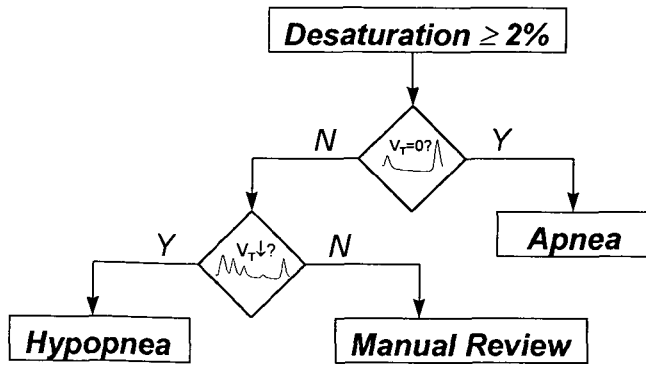 Desaturation ≥ 2%
N
V_T=0?
Y
Y
V_T↓?
N
Apnea
Hypopnea
Manual Review